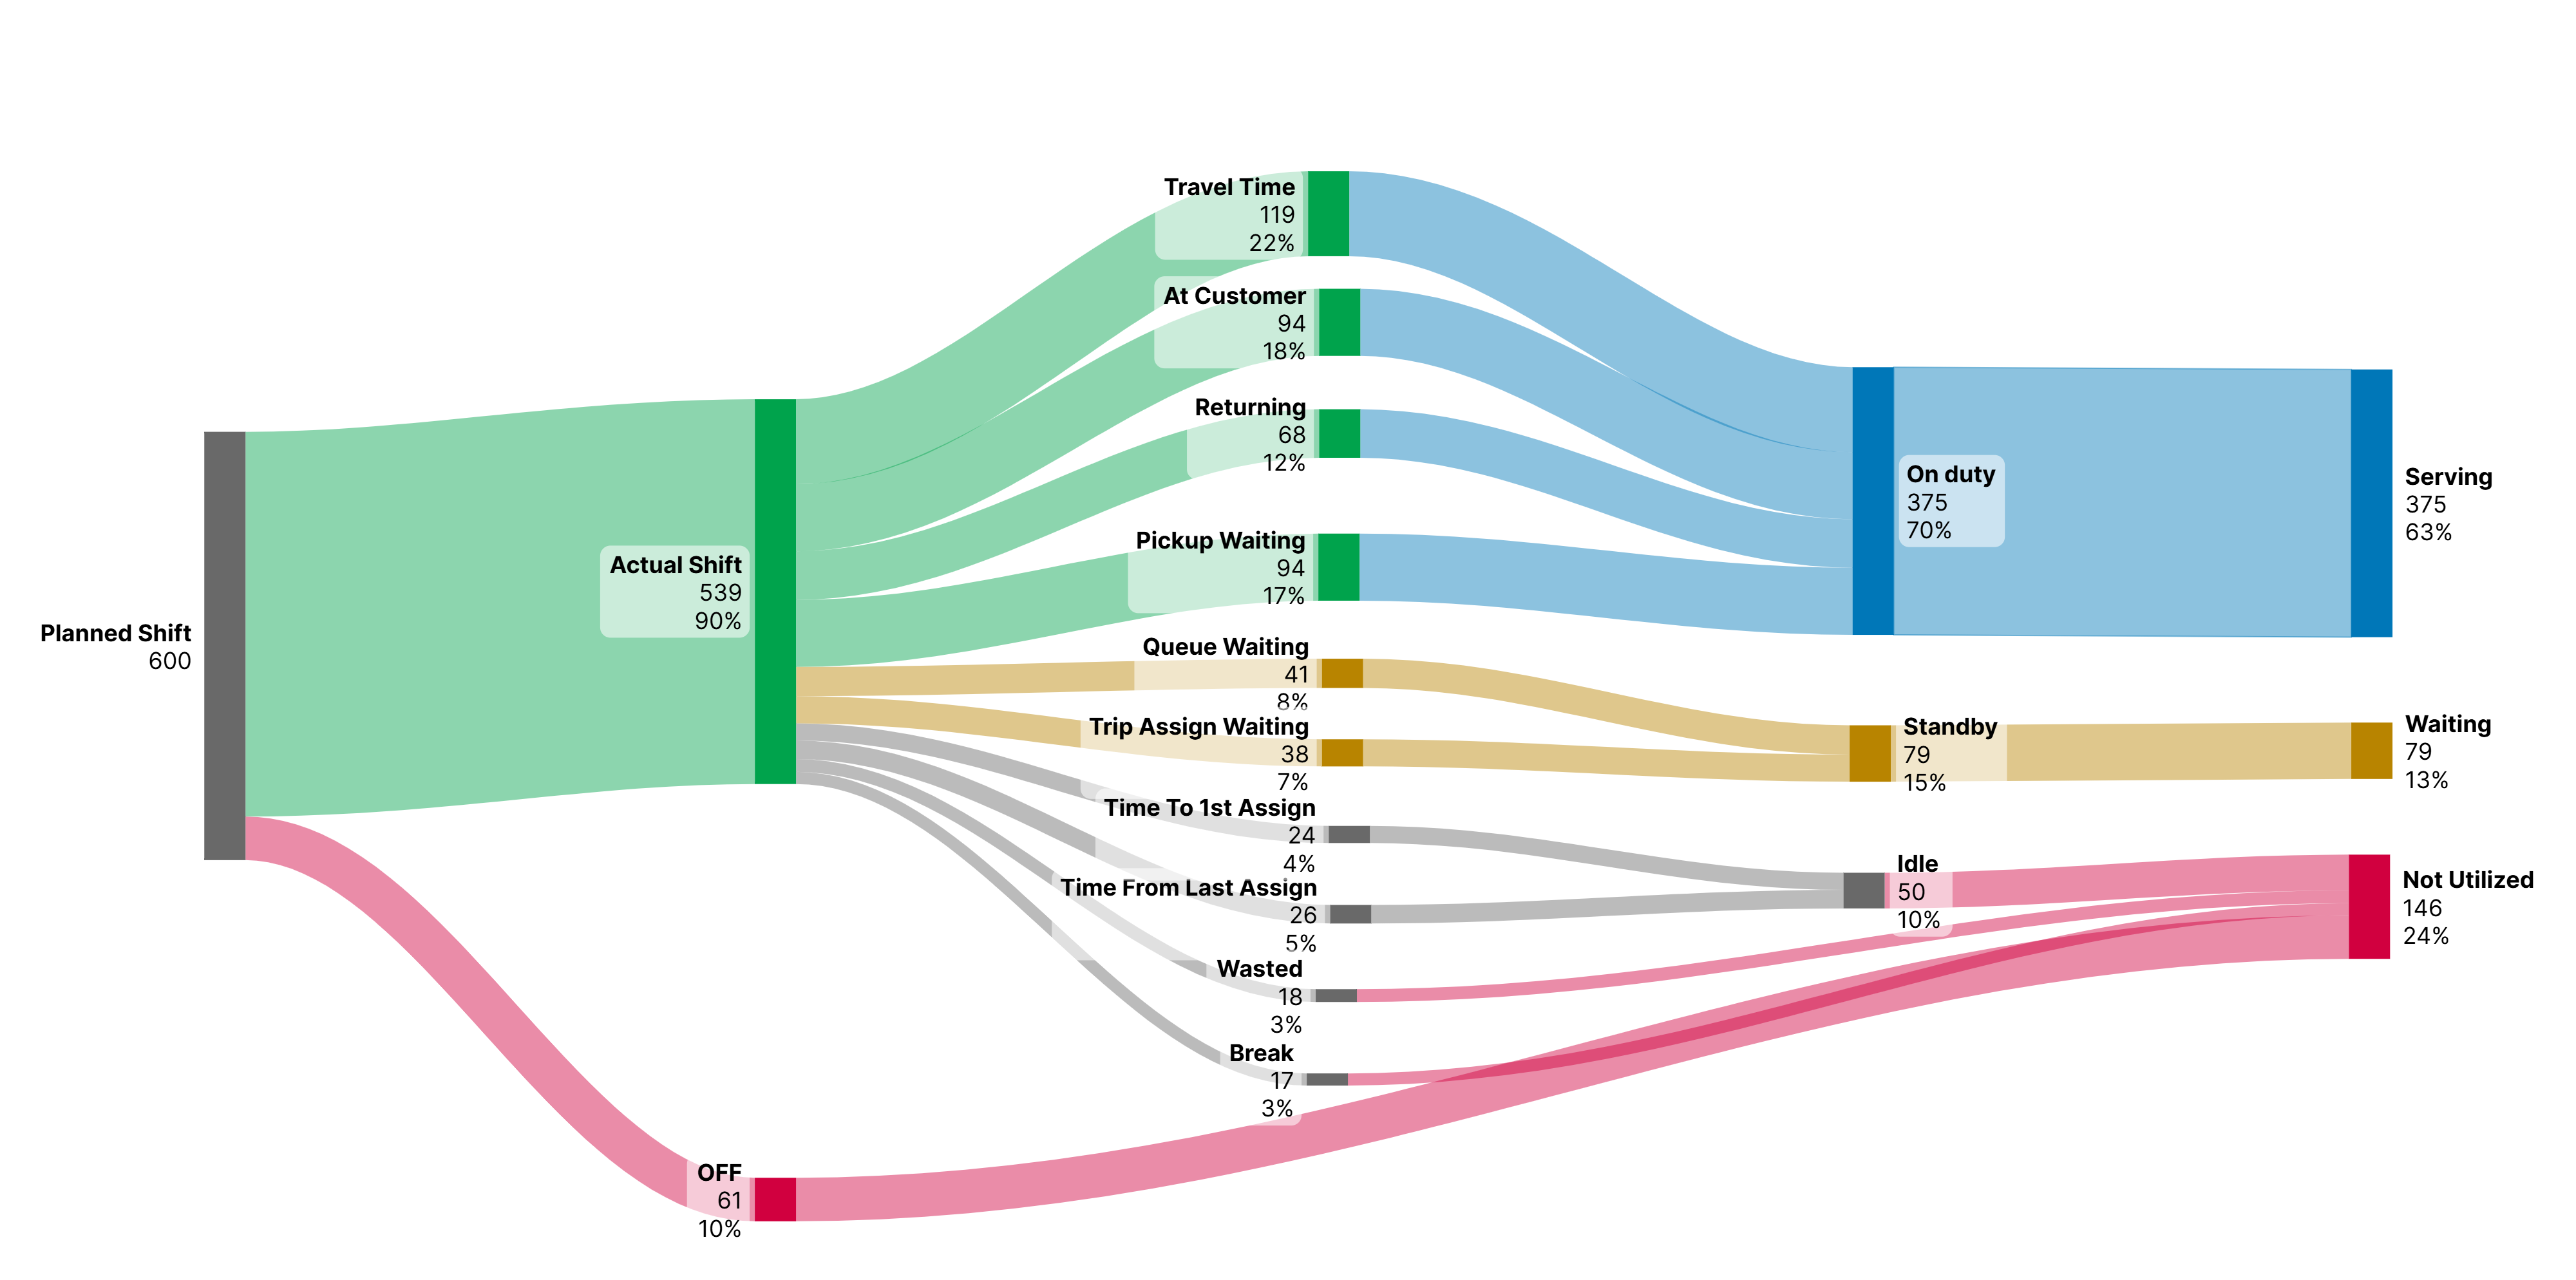 Planned Shift
600
Actual Shift
539
90%
OFF
61
10%
Travel Time
119
22%
At Customer
94
18%
Returning
68
12%
Pickup Waiting
94
17%
Queue Waiting
41
8%
Trip Assign Waiting
38
7%
Time To 1st Assign
24
4%
Time From Last Assign
26
5%
Wasted
18
3%
Break
17
3%
On duty
375
70%
Standby
79
15%
Idle
50
10%
Serving
375
63%
Waiting
79
13%
Not Utilized
146
24%